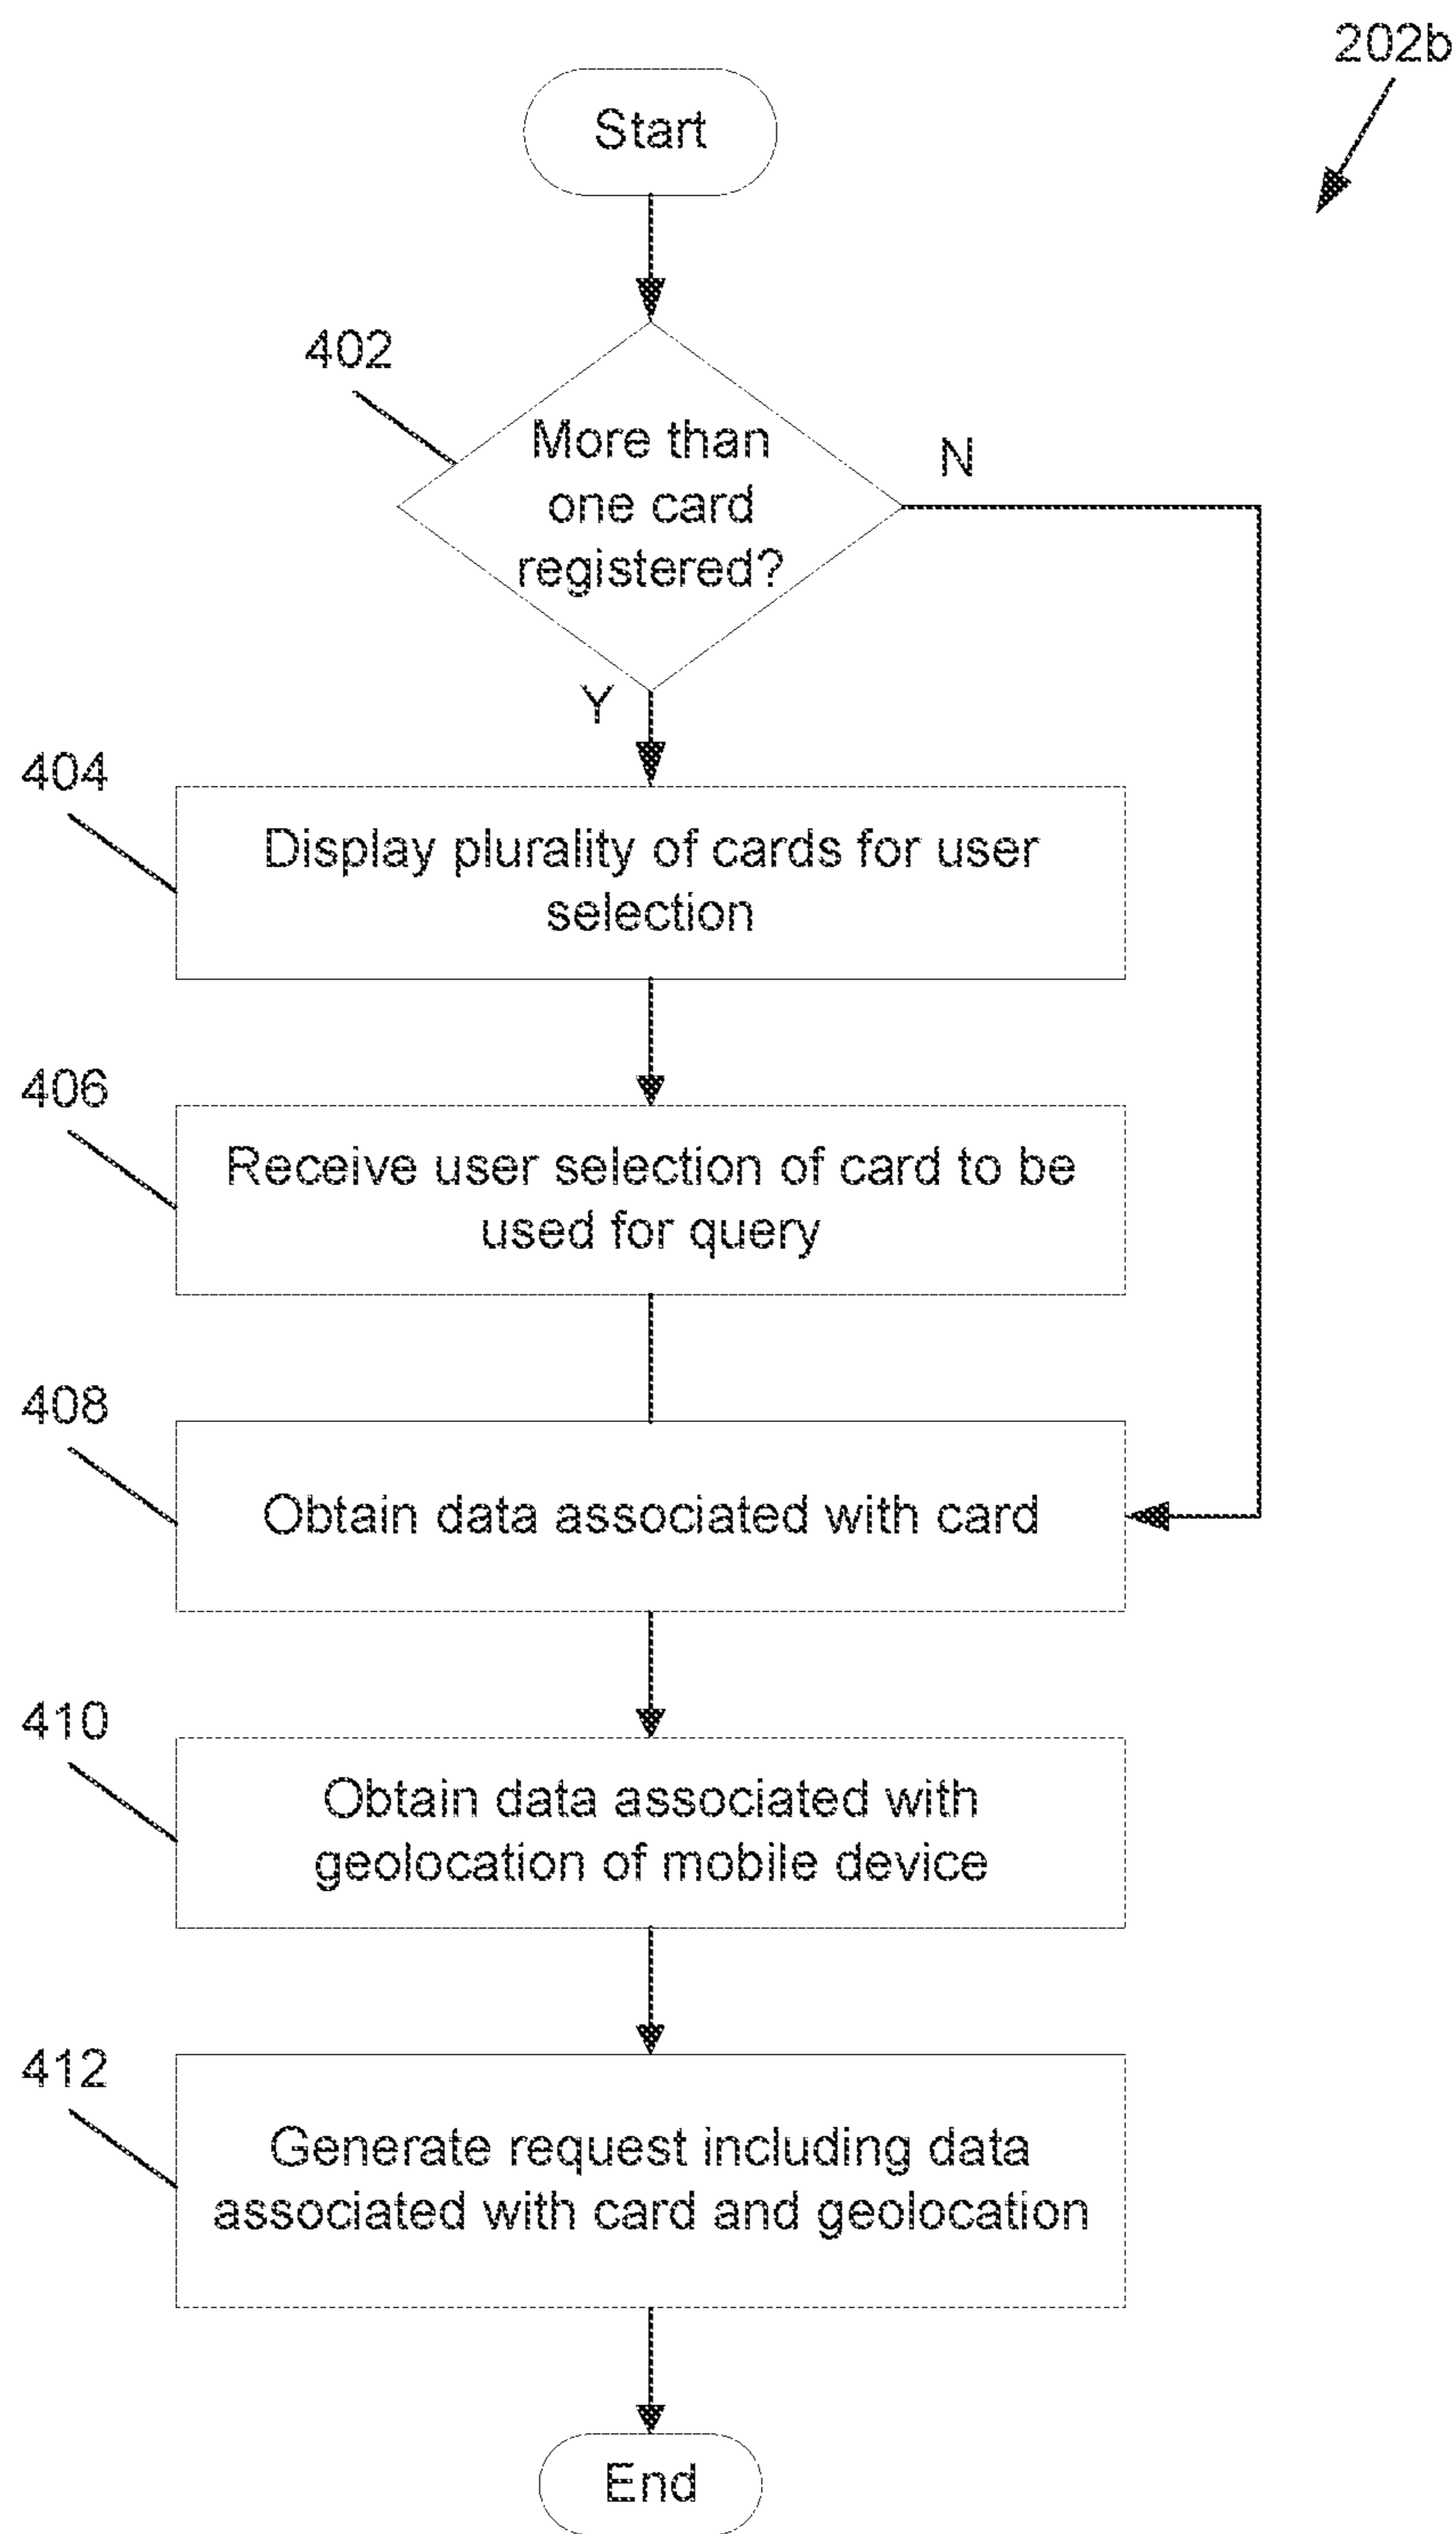 202b
Start
402
More than
one card
registered?
N
Y
404
Display plurality of cards for user
selection
406
Receive user selection of card to be
used for query
408
Obtain data associated with card
410
Obtain data associated with
geolocation of mobile device
412
Generate request including data
associated with card and geolocation
End